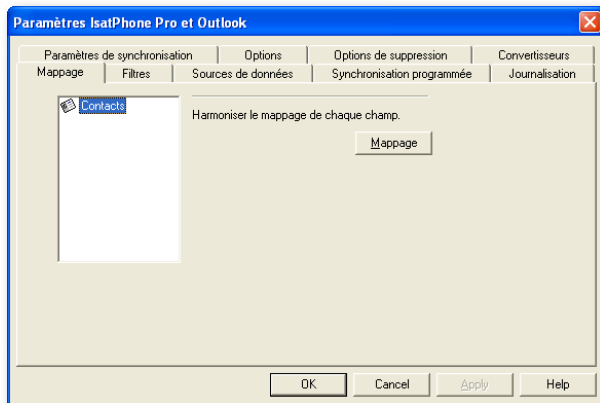 Paramètres IsatPhone Pro et Outlook
Paramètres de synchronisation Options Options de suppression Convertisseurs
Mappage Filtres Sources de données Synchronisation programmée Journalisation
Contacts
Harmoniser le mappage de chaque champ.
Mappage
OK Cancel Apply Help